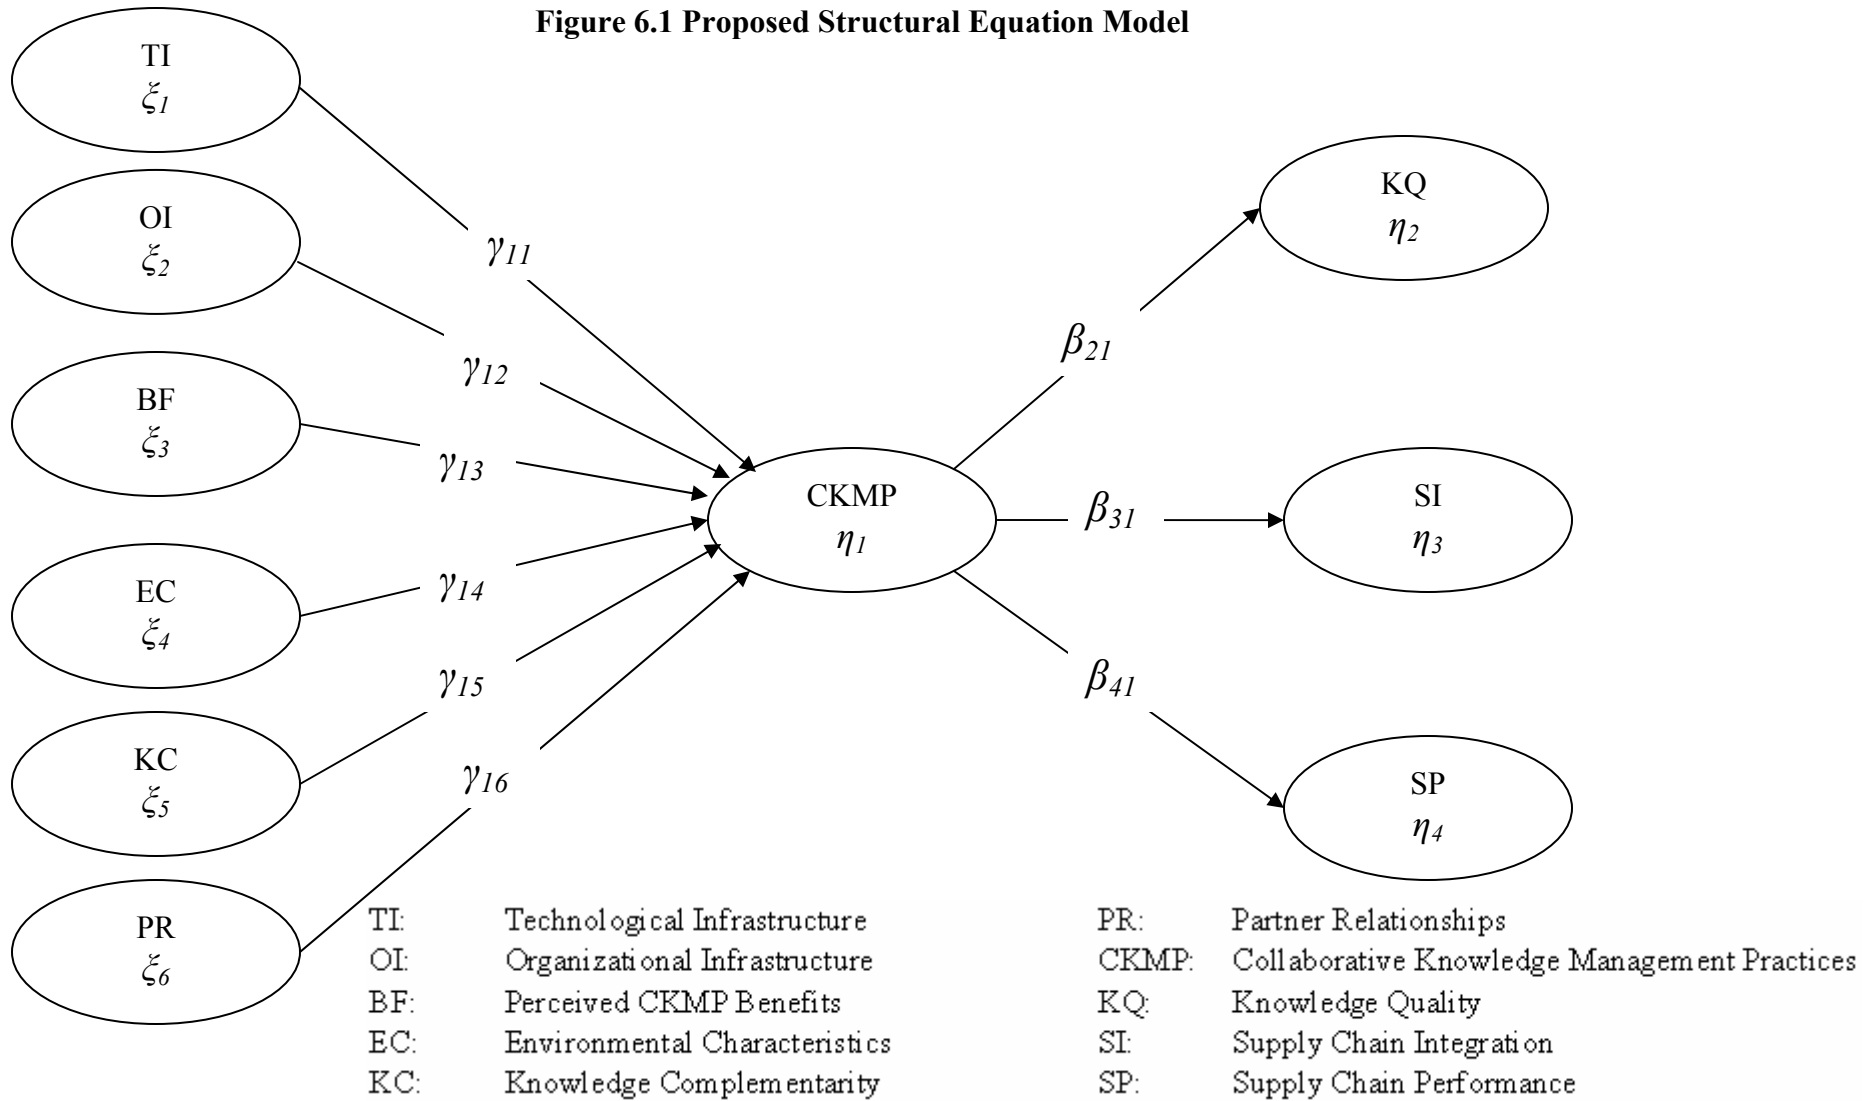 Figure 6.1 Proposed Structural Equation Model
TI
ξ1
OI
ξ2
BF
ξ3
EC
ξ4
KC
ξ5
PR
ξ6
γ11
γ12
γ13
γ14
γ15
γ16
CKMP
η1
β21
β31
β41
KQ
η2
SI
η3
SP
η4
TI: Technological Infrastructure
OI: Organizational Infrastructure
BF: Perceived CKMP Benefits
EC: Environmental Characteristics
KC: Knowledge Complementarity
PR: Partner Relationships
CKMP: Collaborative Knowledge Management Practices
KQ: Knowledge Quality
SI: Supply Chain Integration
SP: Supply Chain Performance